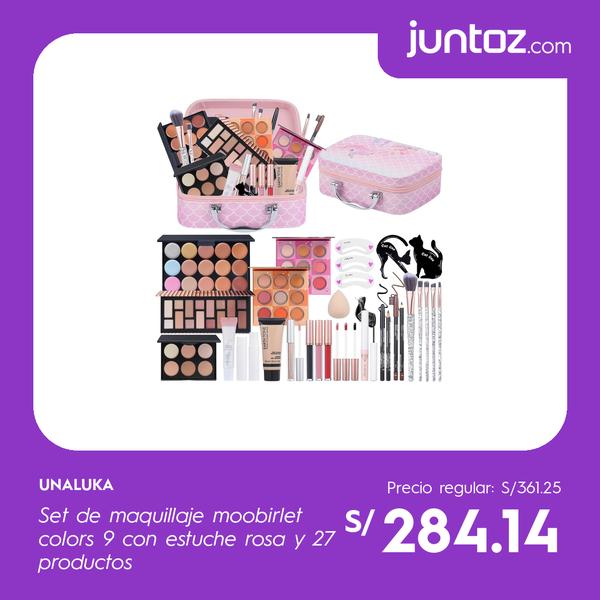 juntoz.com
UNALUKA
Set de maquillaje moobirlet
colors 9 con estuche rosa y 27
productos
Precio regular: S/361.25
S/ 284.14